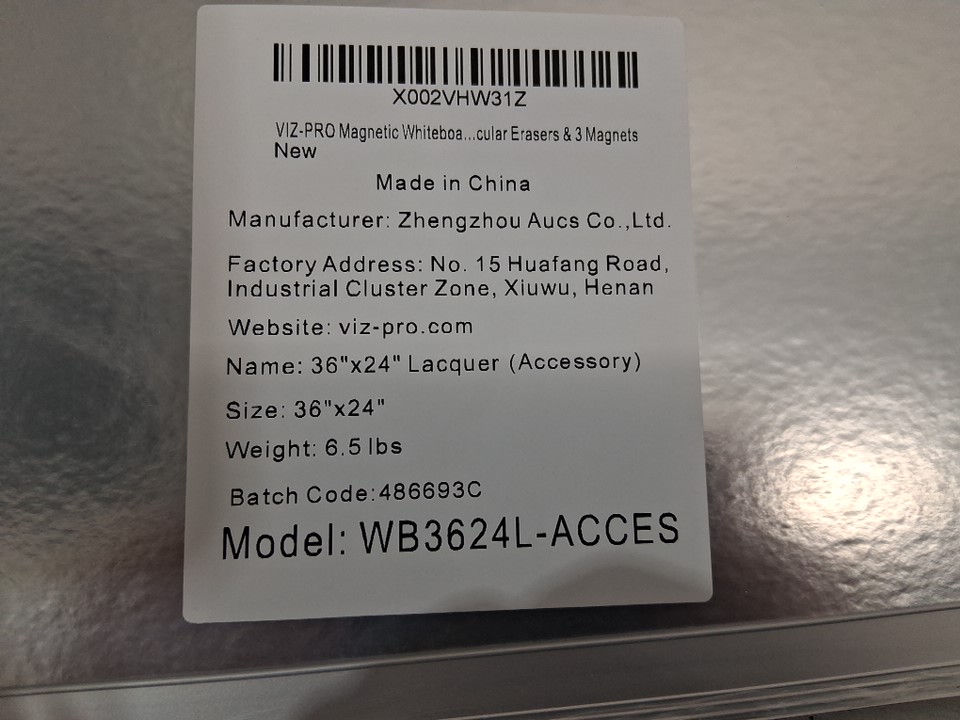 X002VHW31Z
VIZ-PRO Magnetic Whiteboa...cular Erasers & 3 Magnets
New
Made in China
Manufacturer: Zhengzhou Aucs Co.,Ltd.
Factory Address: No. 15 Huafang Road,
Industrial Cluster Zone, Xiuwu, Henan
Website: viz-pro.com
Name: 36"x24" Lacquer (Accessory)
Size: 36"x24"
Weight: 6.5 lbs
Batch Code:486693C
Model: WB3624L-ACCES